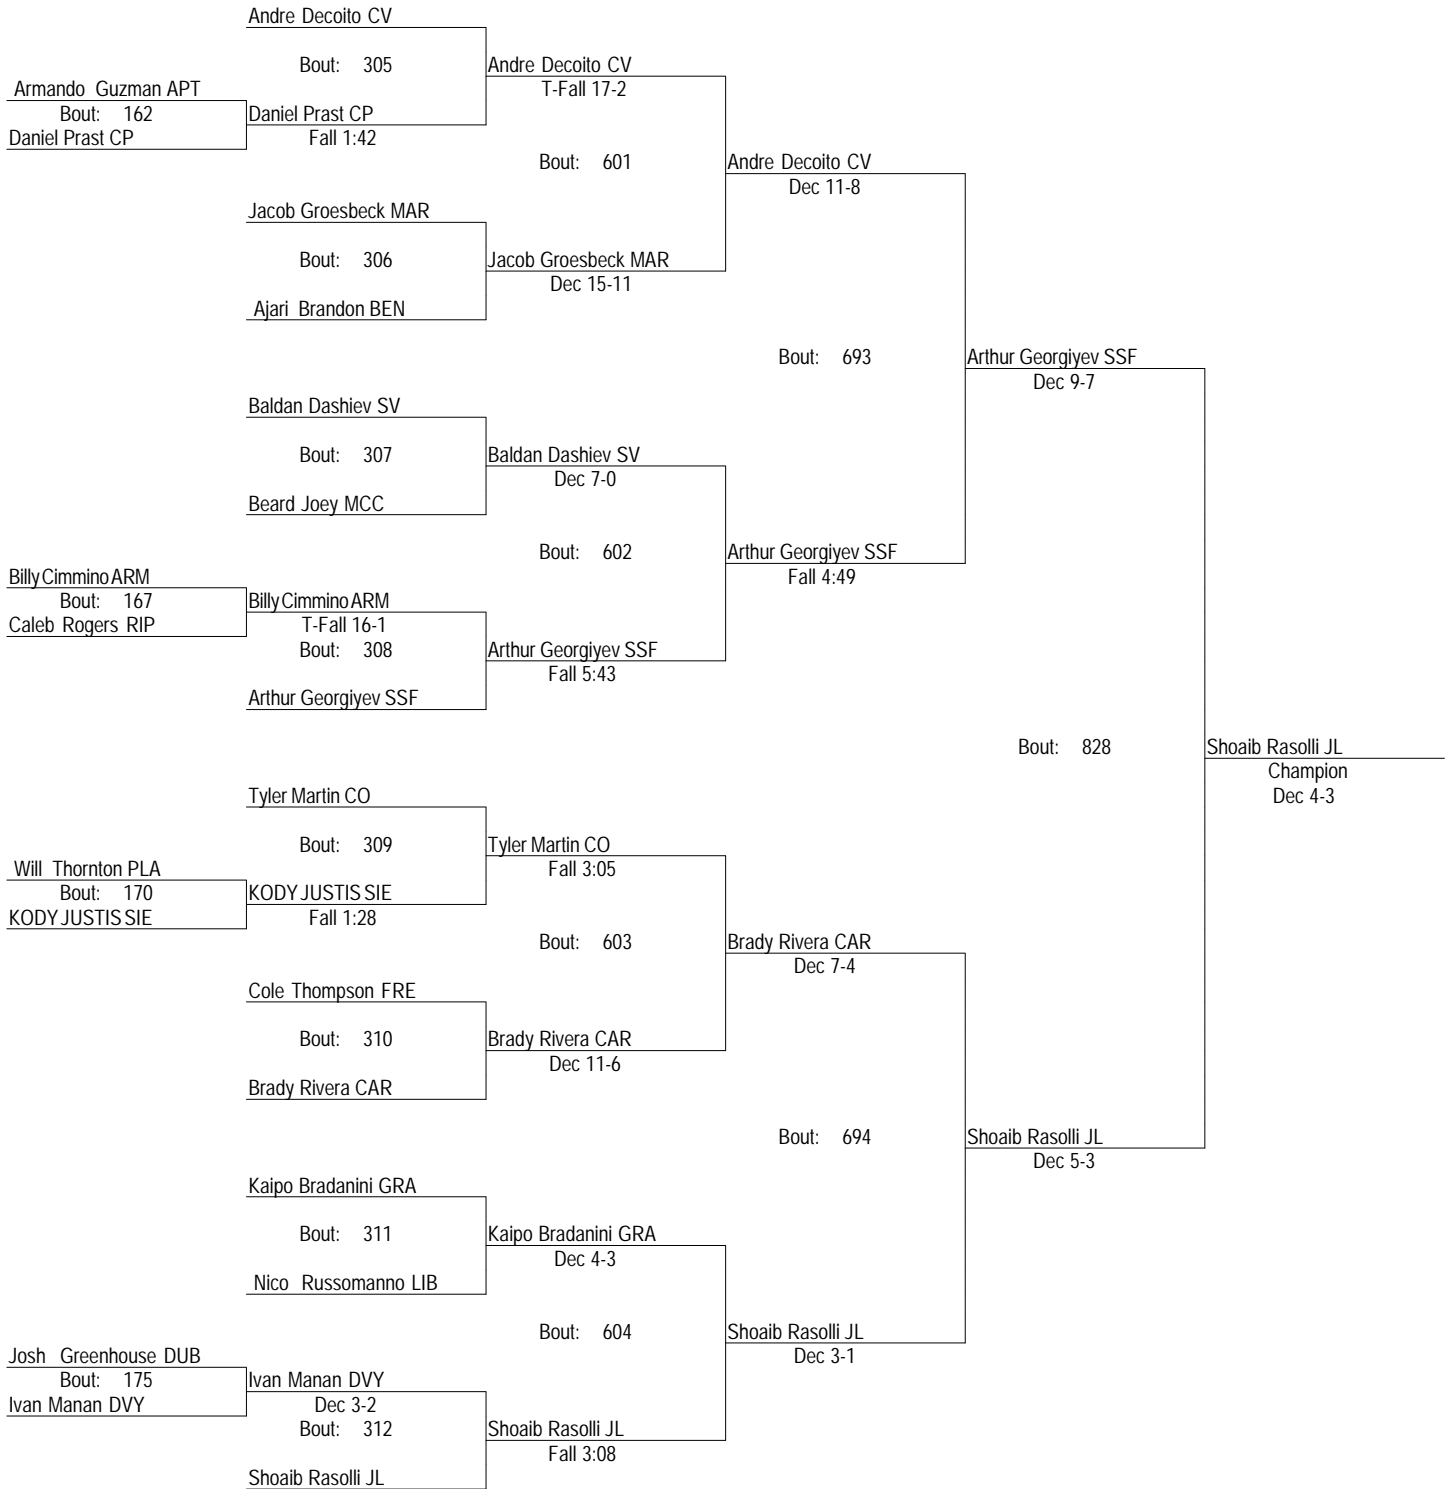 Andre Decoito CV
Bout: 305
Andre Decoito CV
Armando Guzman APT
T-Fall 17-2
Bout: 162
Daniel Prast CP
Daniel Prast CP
Fall 1:42
Bout: 601
Andre Decoito CV
Dec 11-8
Jacob Groesbeck MAR
Bout: 306
Jacob Groesbeck MAR
Dec 15-11
Ajari Brandon BEN
Bout: 693
Arthur Georgiyev SSF
Dec 9-7
Baldan Dashiev SV
Bout: 307
Baldan Dashiev SV
Dec 7-0
Beard Joey MCC
Bout: 602
Arthur Georgiyev SSF
Fall 4:49
Billy Cimmino ARM
Bout: 167
Billy Cimmino ARM
Caleb Rogers RIP
T-Fall 16-1
Bout: 308
Arthur Georgiyev SSF
Fall 5:43
Arthur Georgiyev SSF
Bout: 828
Shoaib Rasolli JL
Champion
Dec 4-3
Tyler Martin CO
Bout: 309
Tyler Martin CO
Fall 3:05
Will Thornton PLA
Bout: 170
KODY JUSTIS SIE
KODY JUSTIS SIE
Fall 1:28
Bout: 603
Brady Rivera CAR
Dec 7-4
Cole Thompson FRE
Bout: 310
Brady Rivera CAR
Dec 11-6
Brady Rivera CAR
Bout: 694
Shoaib Rasolli JL
Dec 5-3
Kaipo Bradanini GRA
Bout: 311
Kaipo Bradanini GRA
Dec 4-3
Nico Russomanno LIB
Bout: 604
Shoaib Rasolli JL
Dec 3-1
Josh Greenhouse DUB
Bout: 175
Ivan Manan DVY
Ivan Manan DVY
Dec 3-2
Bout: 312
Shoaib Rasolli JL
Fall 3:08
Shoaib Rasolli JL